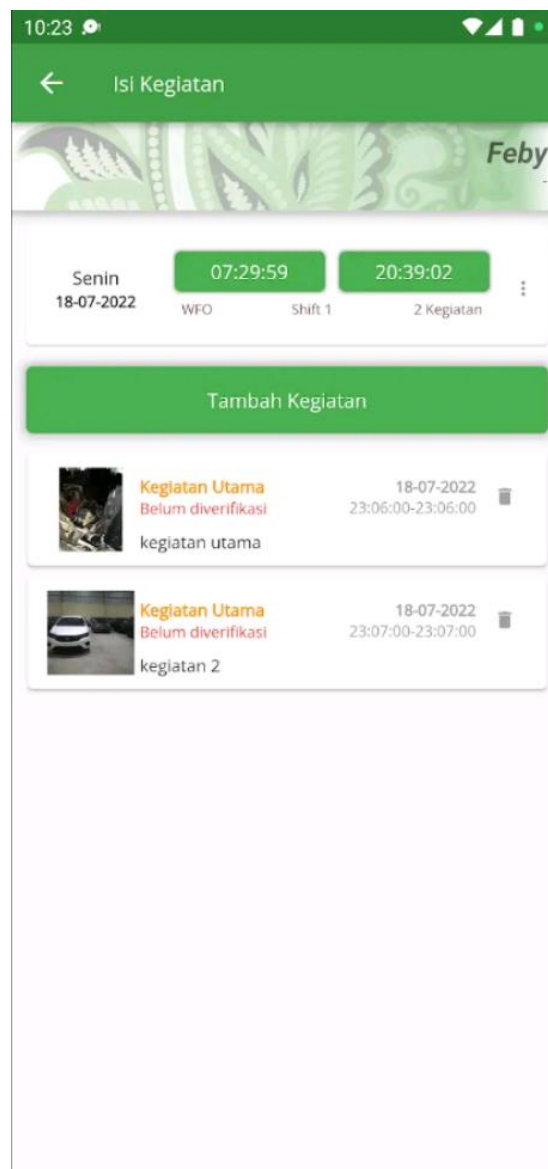 10:23
Isi Kegiatan
Feby
Senin
18-07-2022
07:29:59
20:39:02
WFO
Shift 1
2 Kegiatan
Tambah Kegiatan
Kegiatan Utama
18-07-2022
Belum diverifikasi
23:06:00-23:06:00
kegiatan utama
Kegiatan Utama
18-07-2022
Belum diverifikasi
23:07:00-23:07:00
kegiatan 2